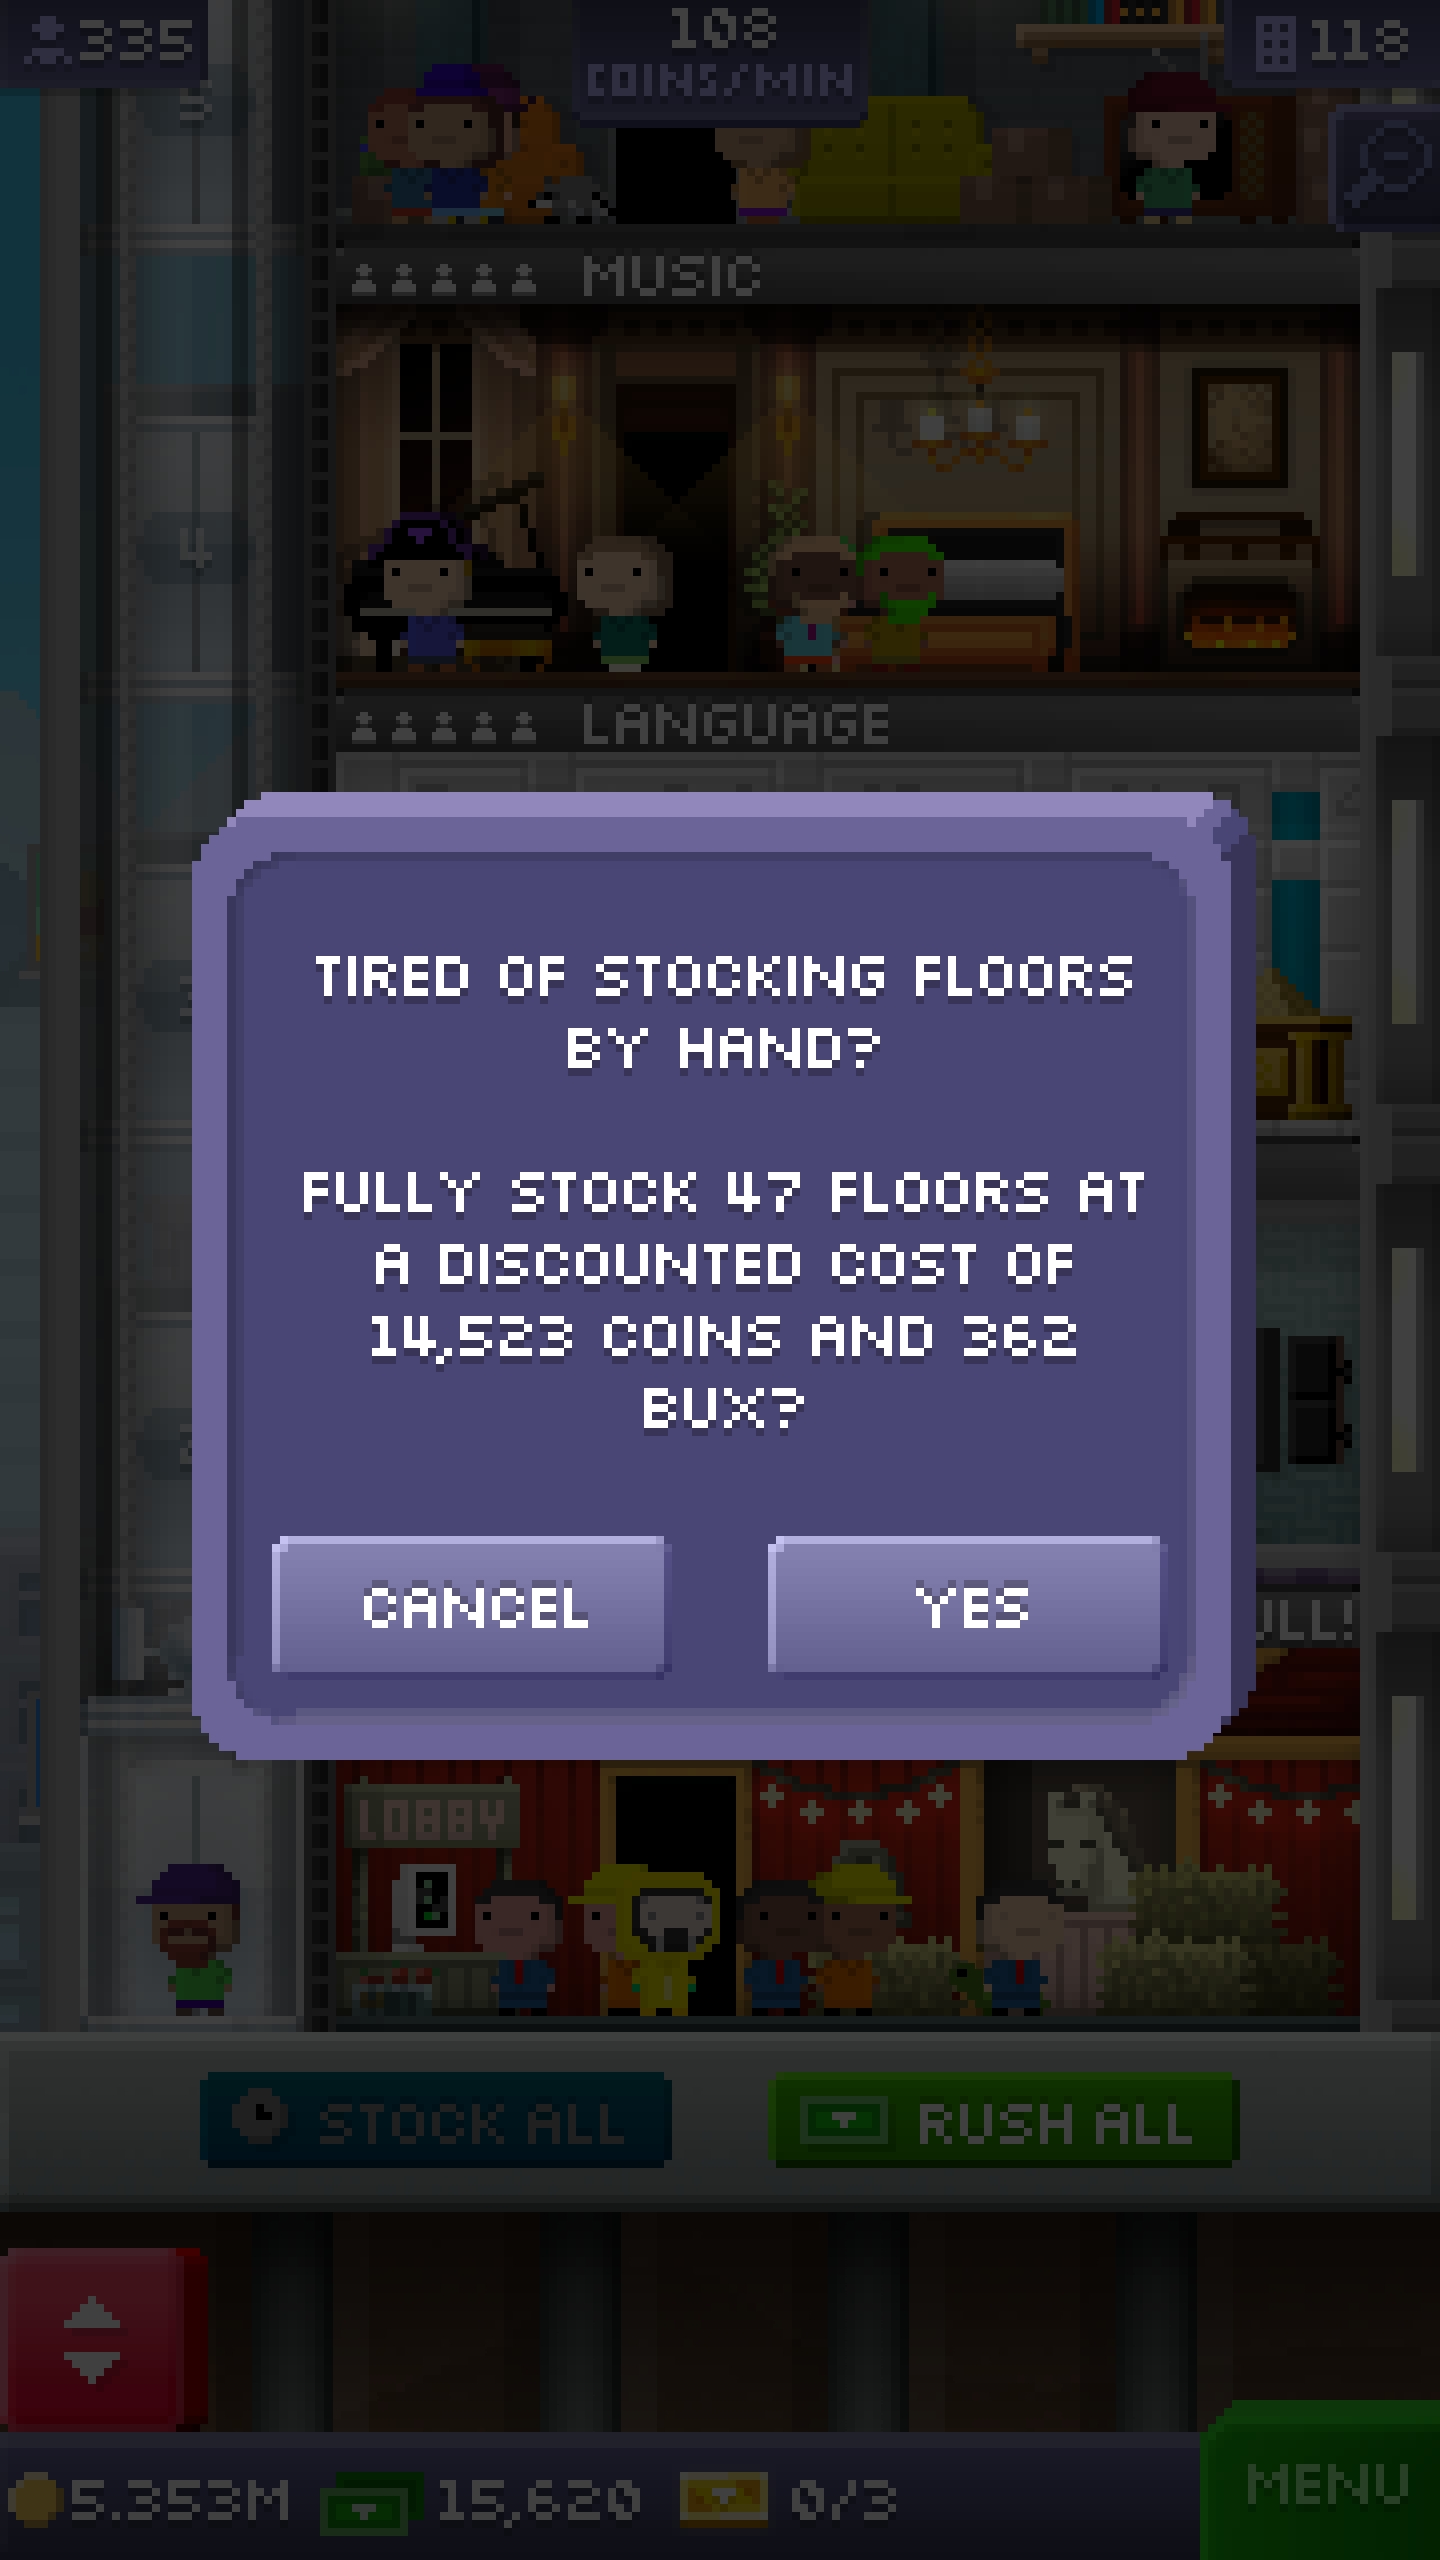 335
108
COINS/MIN
118
5
MUSIC
4
LANGUAGE
TIRED OF STOCKING FLOORS
BY HAND?
FULLY STOCK 47 FLOORS AT
A DISCOUNTED COST OF
14,523 COINS AND 362
BUX?
CANCEL
YES
LOBBY
STOCK ALL
RUSH ALL
5.353M
15,620
0/3
MENU